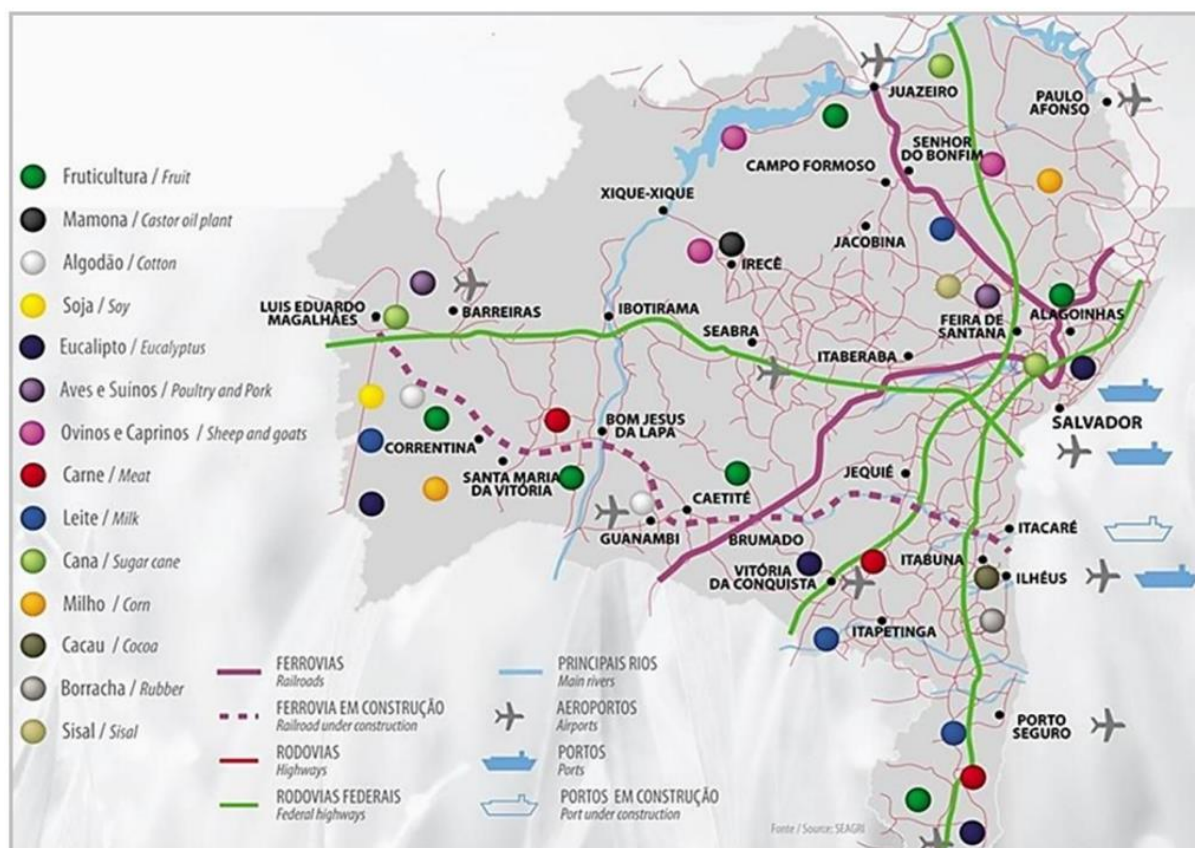 Fruticultura / Fruit
Mamona / Castor oil plant
Algodão / Cotton
Soja / Soy
Eucalipto / Eucalyptus
Aves e Suínos / Poultry and Pork
Ovinos e Caprinos / Sheep and goats
Carne / Meat
Leite / Milk
Cana / Sugar cane
Milho / Corn
Cacau / Cocoa
Borracha / Rubber
Sisal / Sisal
JUAZEIRO
PAULO
AFONSO
SENHOR
DO BONFIM
CAMPO FORMOSO
XIQUE-XIQUE
JACOBINA
IRECÊ
LUIS EDUARDO
MAGALHÃES
BARREIRAS
IBOTIRAMA
SEABRA
FEIRA DE
SANTANA
ALAGOINHAS
ITABERABA
SALVADOR
BOM JESUS
DA LAPA
CORRENTINA
SANTA MARIA
DA VITÓRIA
JEQUIÉ
CAETITÉ
GUANAMBI
BRUMADO
ITACARÉ
VITÓRIA
DA CONQUISTA
ITABUNA
ILHÉUS
ITAPETINGA
PORTO
SEGURO
FERROVIAS
Railroads
FERROVIA EM CONSTRUÇÃO
Railroad under construction
RODOVIAS
Highways
RODOVIAS FEDERAIS
Federal highways
PRINCIPAIS RIOS
Main rivers
AEROPORTOS
Airports
PORTOS
Ports
PORTOS EM CONSTRUÇÃO
Port under construction
Fonte / Source: SEAGRI